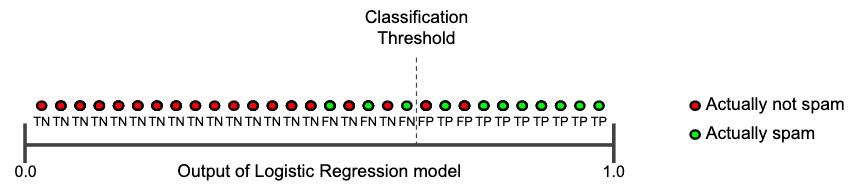 Classification
Threshold
TN TN TN TN TN TN TN TN TN TN TN TN TN TN TN FN TN FN TN FN FP TP FP TP TP TP TP TP TP TP
Actually not spam
Actually spam
0.0 Output of Logistic Regression model 1.0